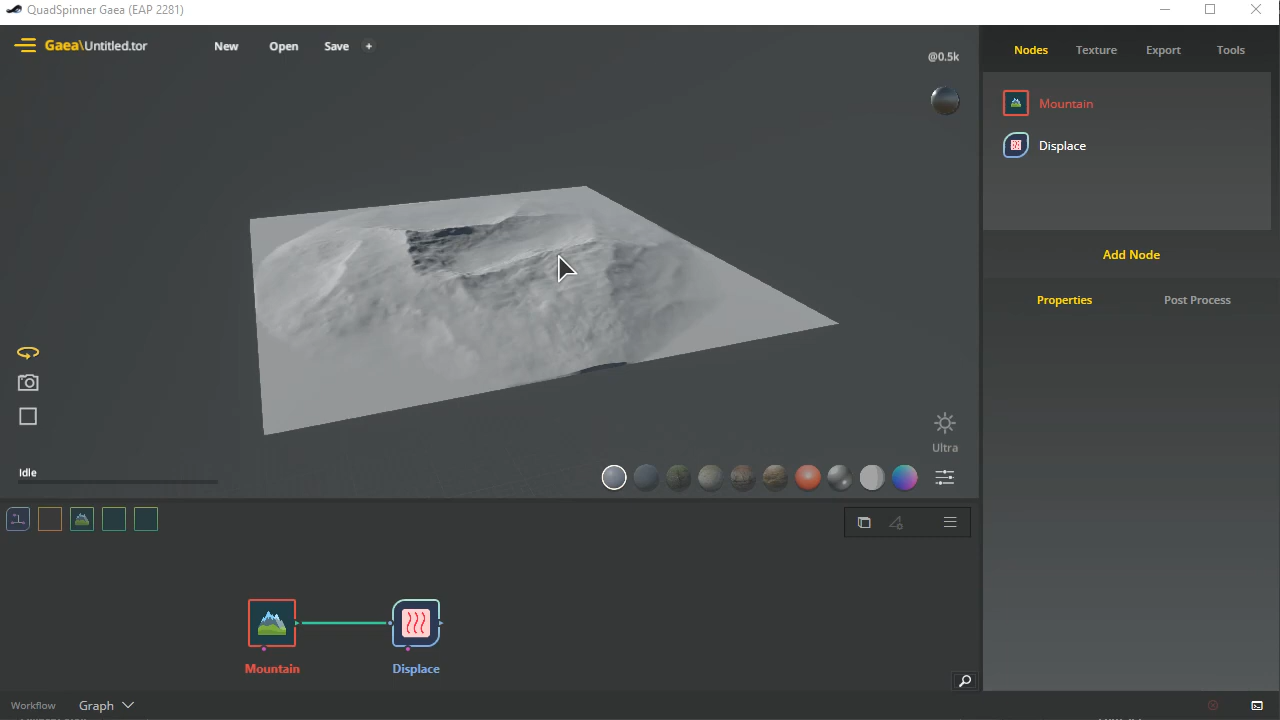 QuadSpinner Gaea (EAP 2281)
Gaea\Untitled.tor New Open Save +
@0.5k
Nodes Texture Export Tools
Mountain
Displace
Add Node
Properties Post Process
Ultra
Idle
Mountain Displace
Workflow Graph